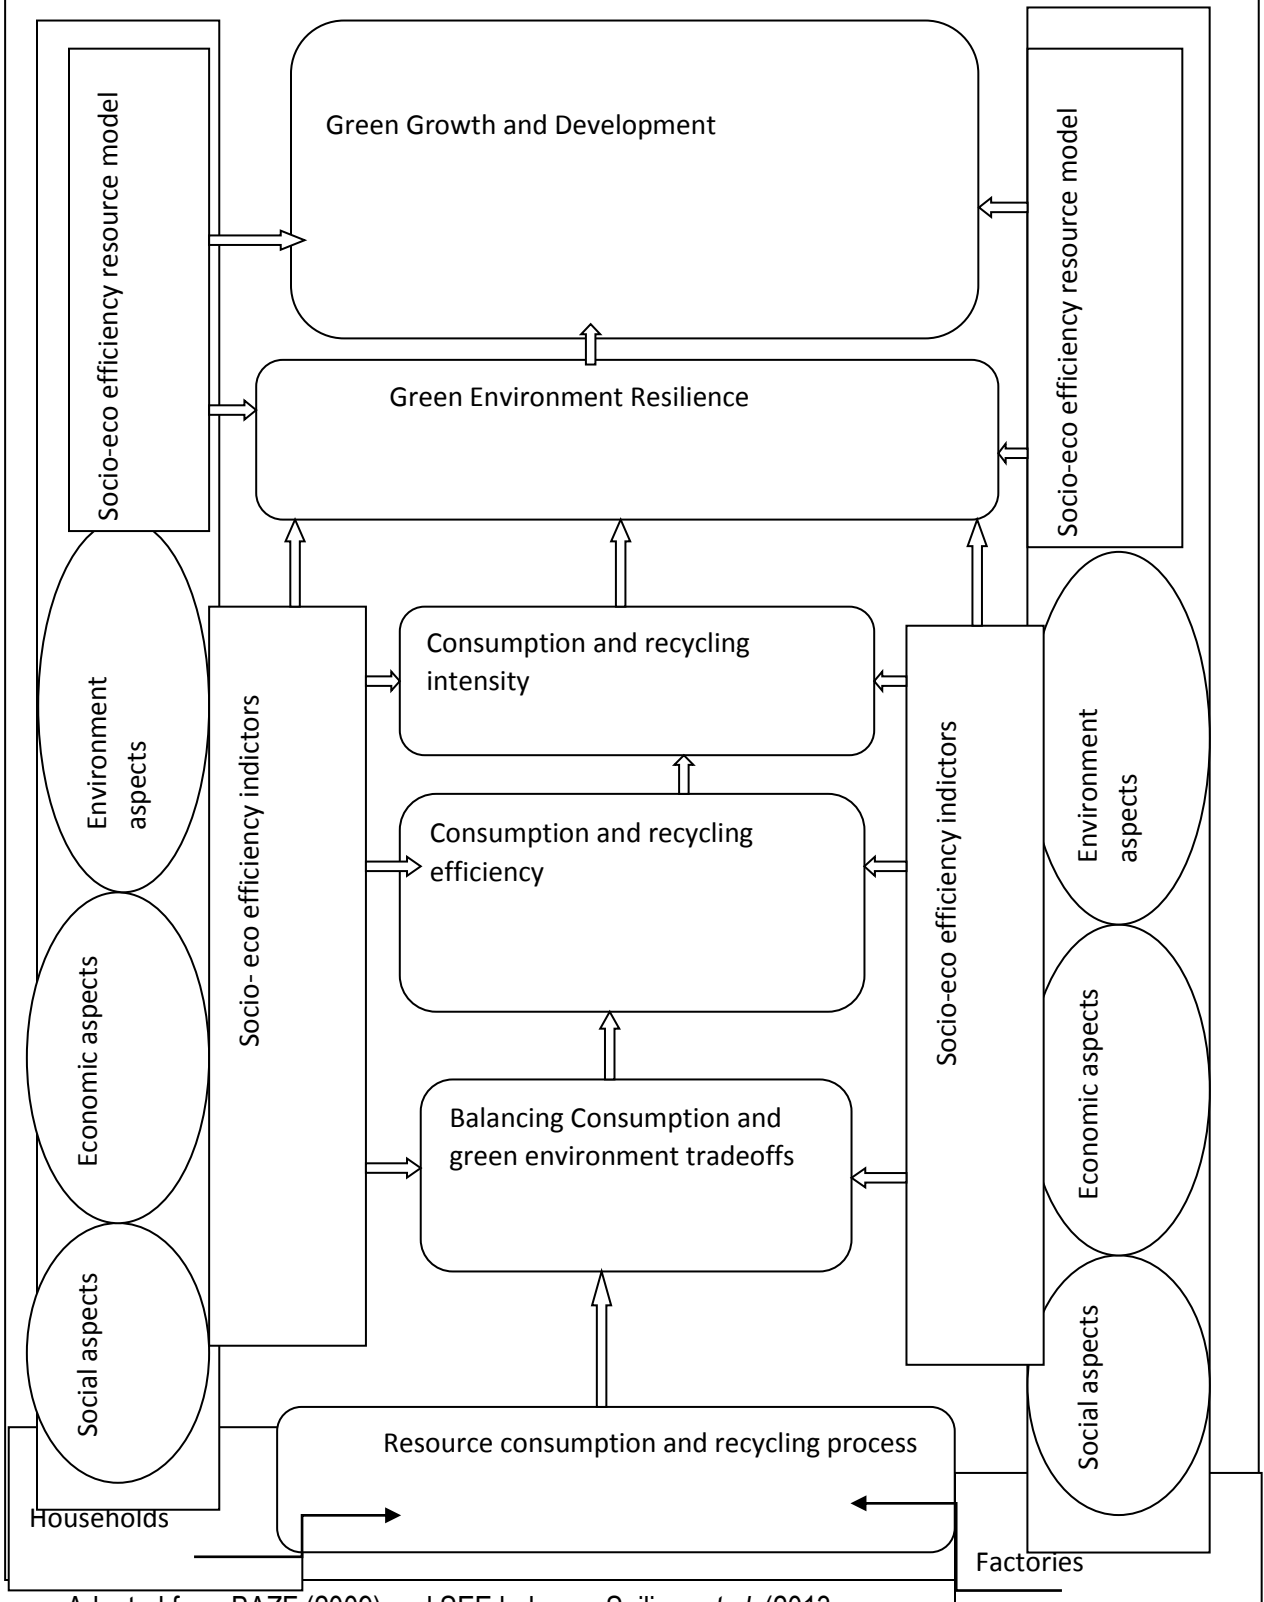 Green Growth and Development
Socio-eco efficiency resource model
Socio-eco efficiency resource model
Green Environment Resilience
Consumption and recycling
intensity
Environment
aspects
Socio- eco efficiency indictors
Socio-eco efficiency indictors
Environment
aspects
Consumption and recycling
efficiency
Economic aspects
Economic aspects
Balancing Consumption and
green environment tradeoffs
Social aspects
Social aspects
Resource consumption and recycling process
Households
Factories